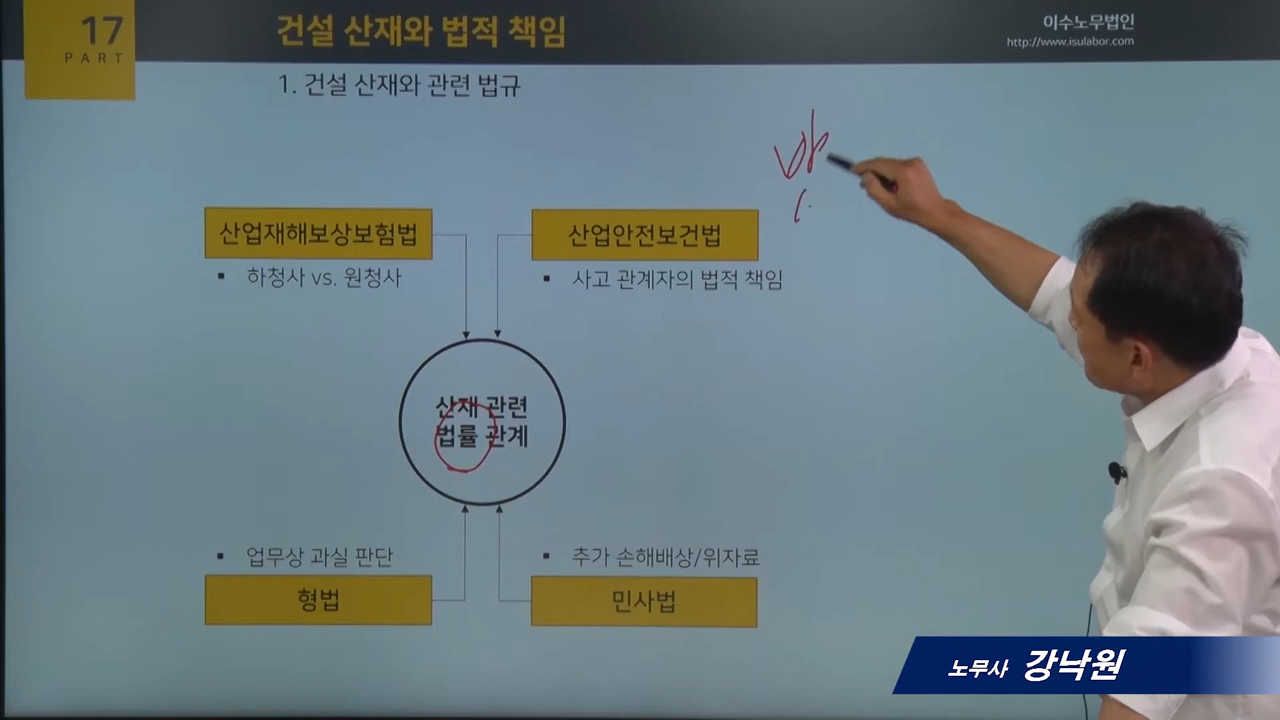 17
PART
건설 산재와 법적 책임
이수노무법인
http://www.isulabor.com
1. 건설 산재와 관련 법규
산업재해보상보험법
▪ 하청사 vs. 원청사
산업안전보건법
▪ 사고 관계자의 법적 책임
산재 관련
법률 관계
▪ 업무상 과실 판단
형법
▪ 추가 손해배상/위자료
민사법
노무사 강낙원